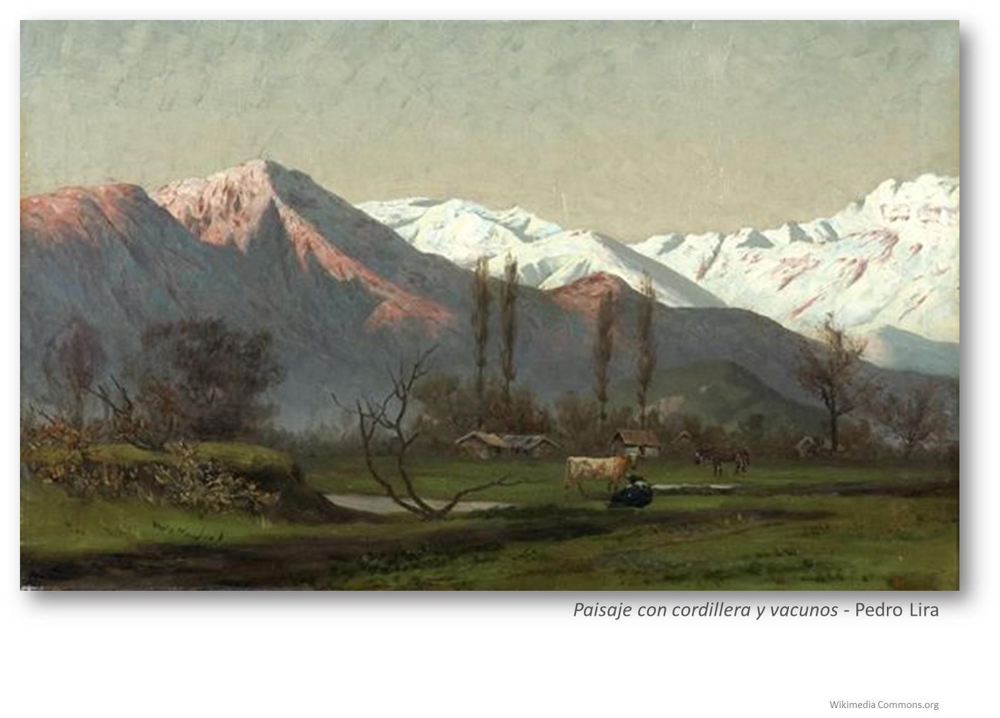 Paisaje con cordillera y vacunos - Pedro Lira
Wikimedia Commons.org